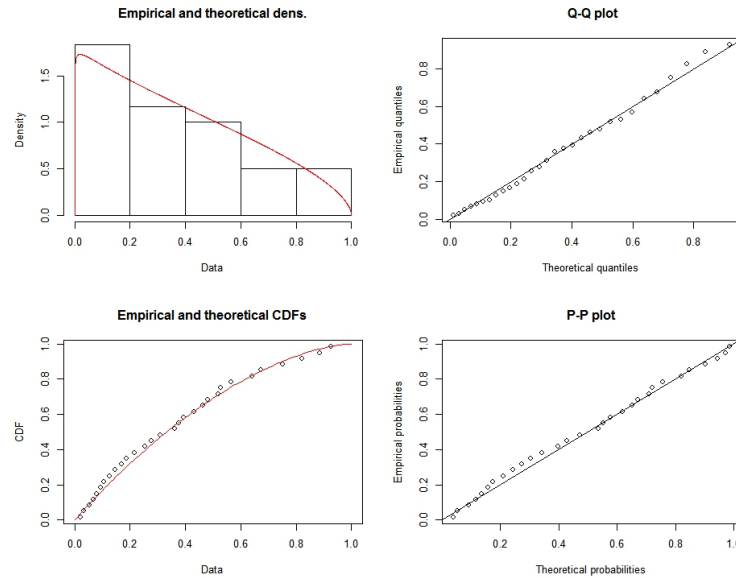 Empirical and theoretical dens.
Density
0.0 0.5 1.0 1.5
0.0 0.2 0.4 0.6 0.8 1.0
Data
Q-Q plot
Empirical quantiles
0.0 0.2 0.4 0.6 0.8
0.0 0.2 0.4 0.6 0.8
Theoretical quantiles
Empirical and theoretical CDFs
CDF
0.0 0.2 0.4 0.6 0.8 1.0
0.0 0.2 0.4 0.6 0.8 1.0
Data
P-P plot
Empirical probabilities
0.0 0.2 0.4 0.6 0.8 1.0
0.2 0.4 0.6 0.8 1.0
Theoretical probabilities